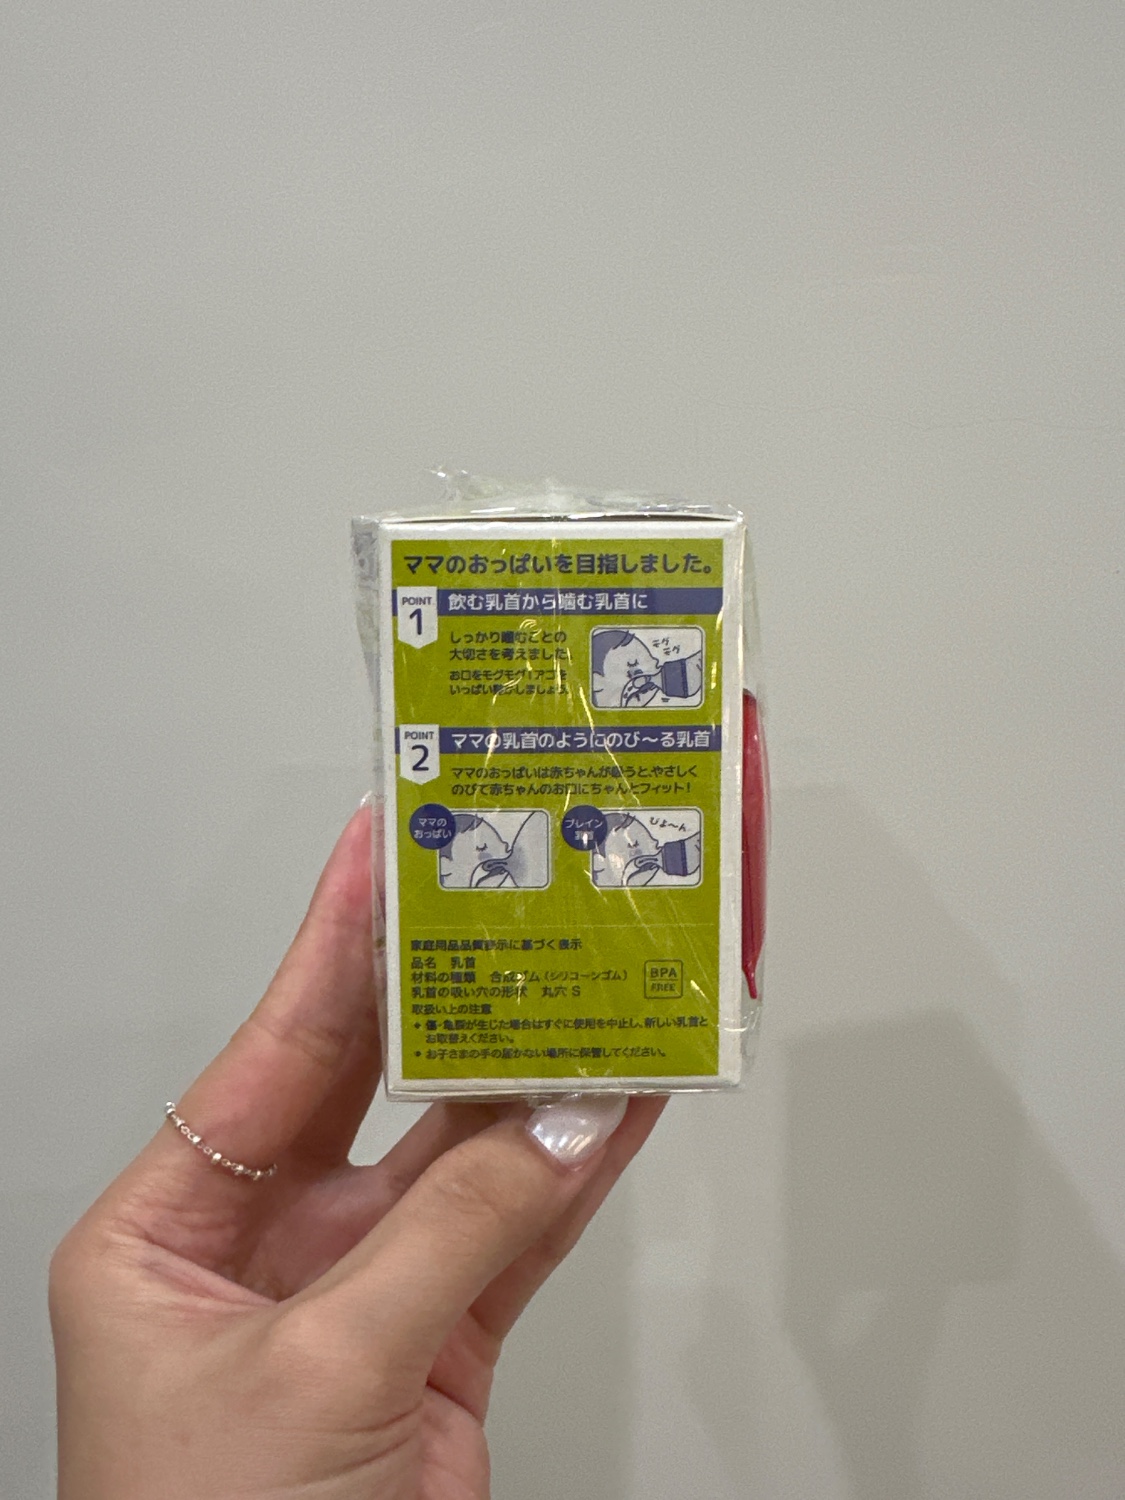 ママのおっぱいを目指しました。
POINT 1
飲む乳首から噛む乳首に
しっかり噛むことの
大切さを考えました。
お口をモグモグ!アゴを
いっぱい動かしましょう。
モグ
モグ
POINT 2
ママの乳首のようにのび〜る乳首
ママのおっぱいは赤ちゃんが吸うと、やさしく
のびて赤ちゃんのお口にちゃんとフィット!
ママの
おっぱい
ブレイン
乳首
びよ〜ん
家庭用品品質表示に基づく表示
品名 乳首
材料の種類 合成ゴム(シリコーンゴム)
乳首の吸い穴の形状 丸穴 S
BPA
FREE
取扱い上の注意
◆ 傷・亀裂が生じた場合はすぐに使用を中止し、新しい乳首と
お取替えください。
◆ お子さまの手の届かない場所に保管してください。